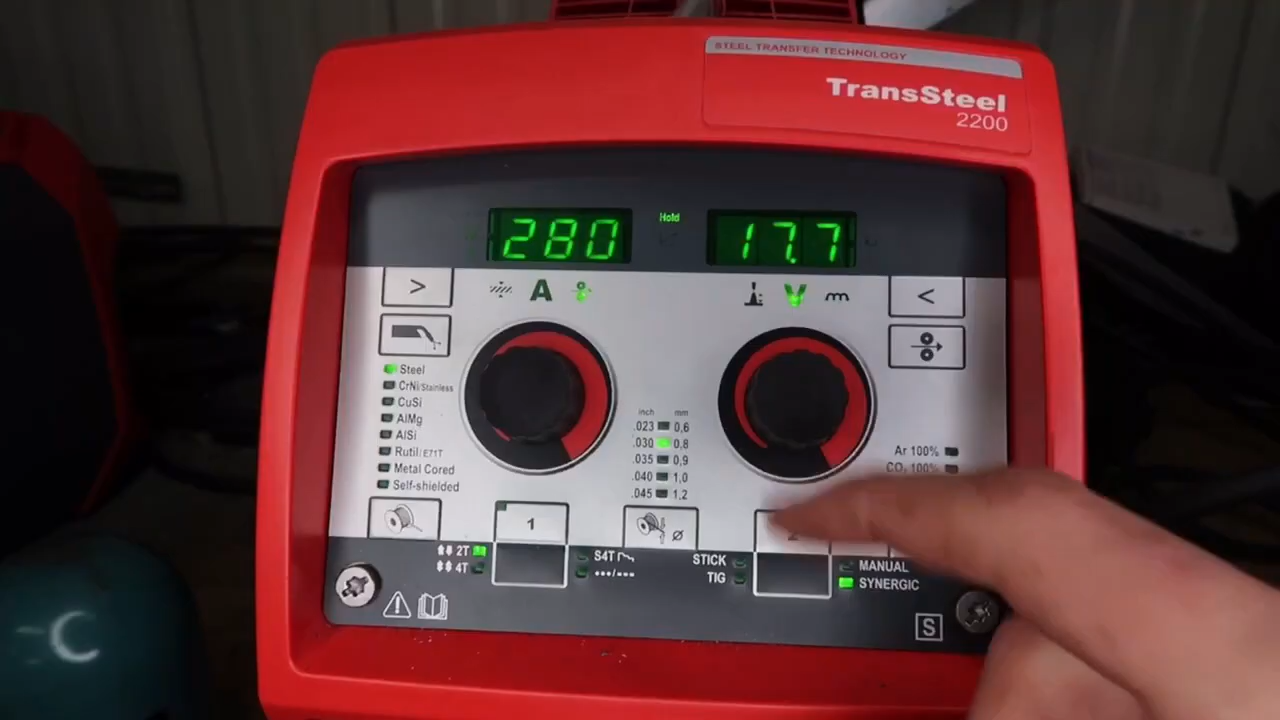 STEEL TRANSFER TECHNOLOGY
TransSteel
2200
280
Hold
17.7
>
A
V
<
Steel
CrNi/Stainless
CuSi
AlMg
AlSi
Rutil/E71T
Metal Cored
Self-shielded
inch mm
.023 0,6
.030 0,8
.035 0,9
.040 1,0
.045 1,2
Ar 100%
CO₂ 100%
1
Ø
2
2T
4T
S4T
STICK
TIG
MANUAL
SYNERGIC
S